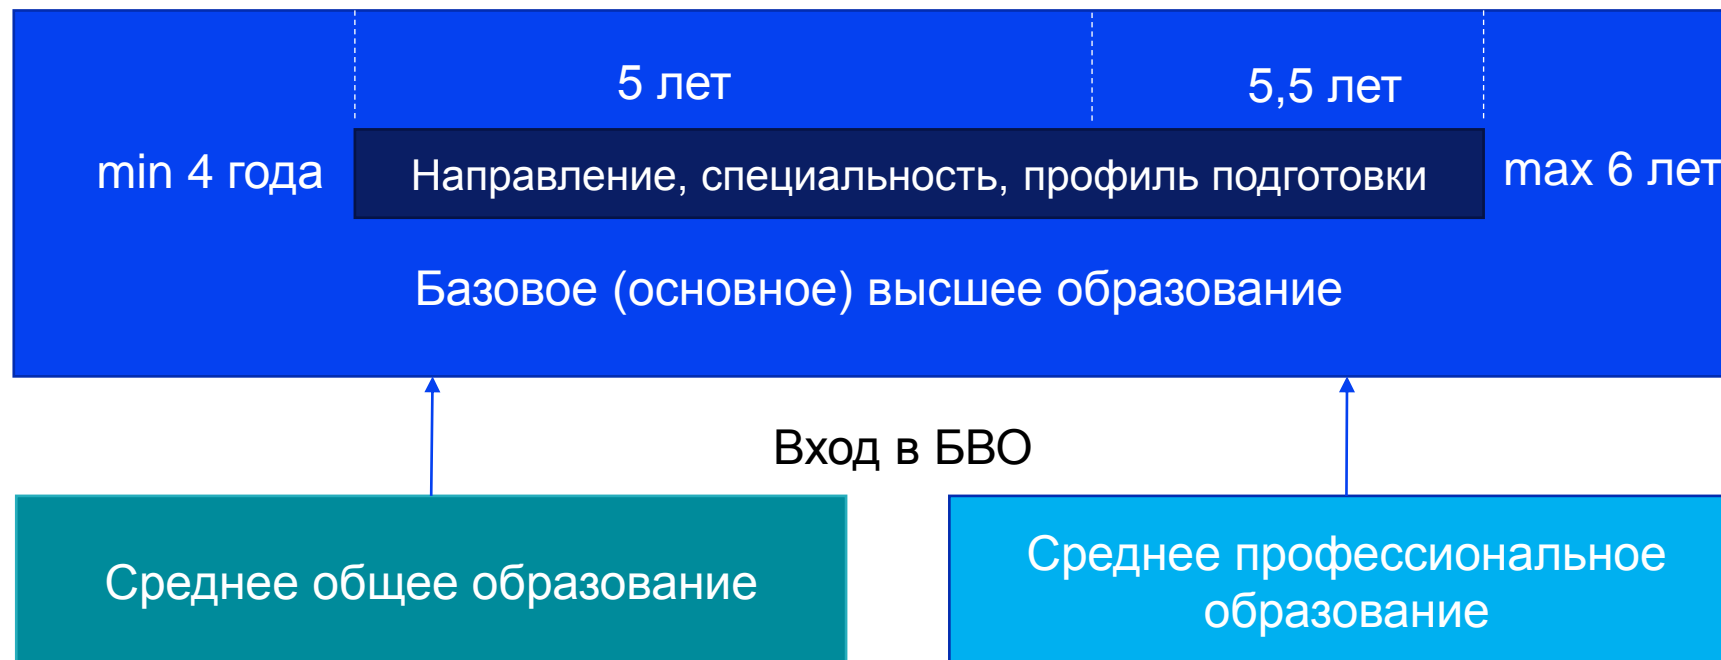 5 лет
5,5 лет
min 4 года
Направление, специальность, профиль подготовки
max 6 лет
Базовое (основное) высшее образование
Вход в БВО
Среднее общее образование
Среднее профессиональное
образование